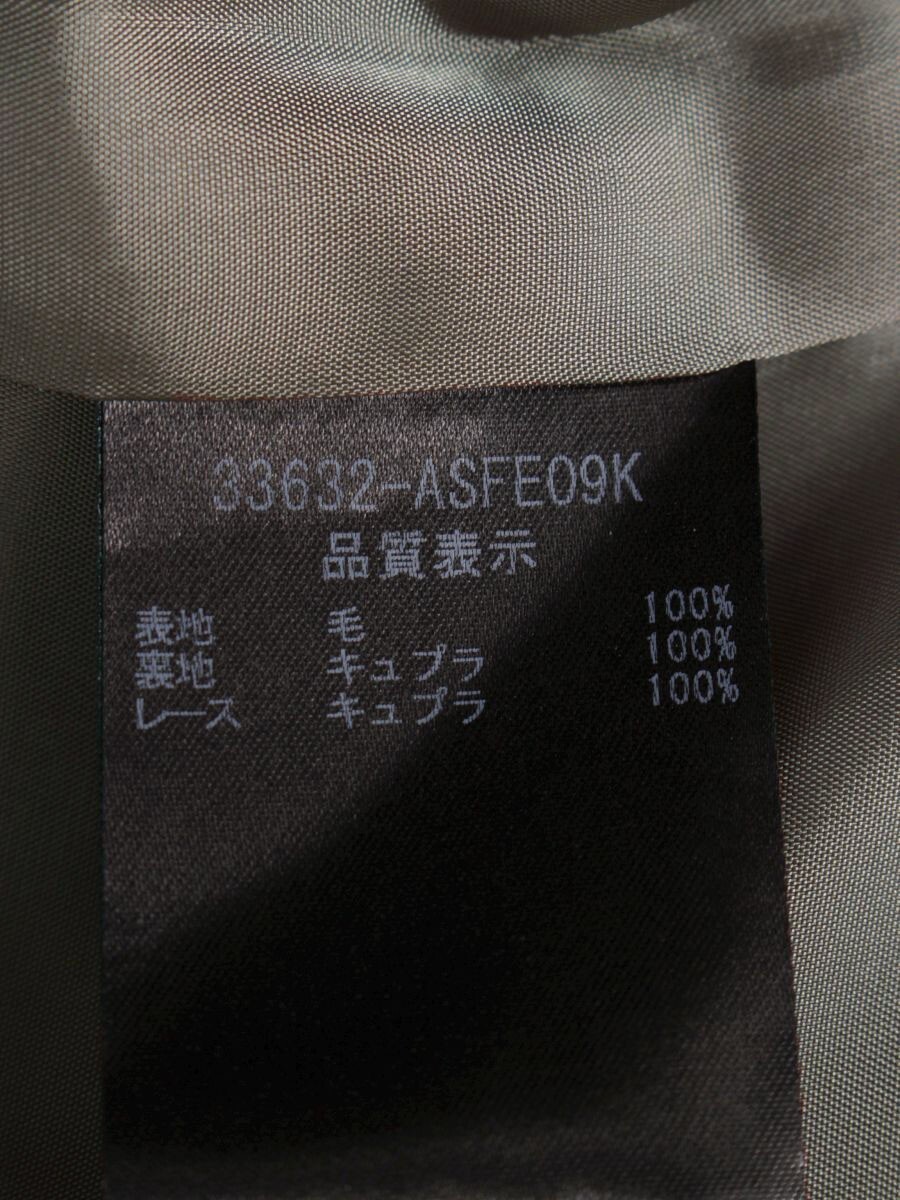 33632-ASFE09K
品質表示
表地 毛 100%
裏地 キュプラ 100%
レース キュプラ 100%